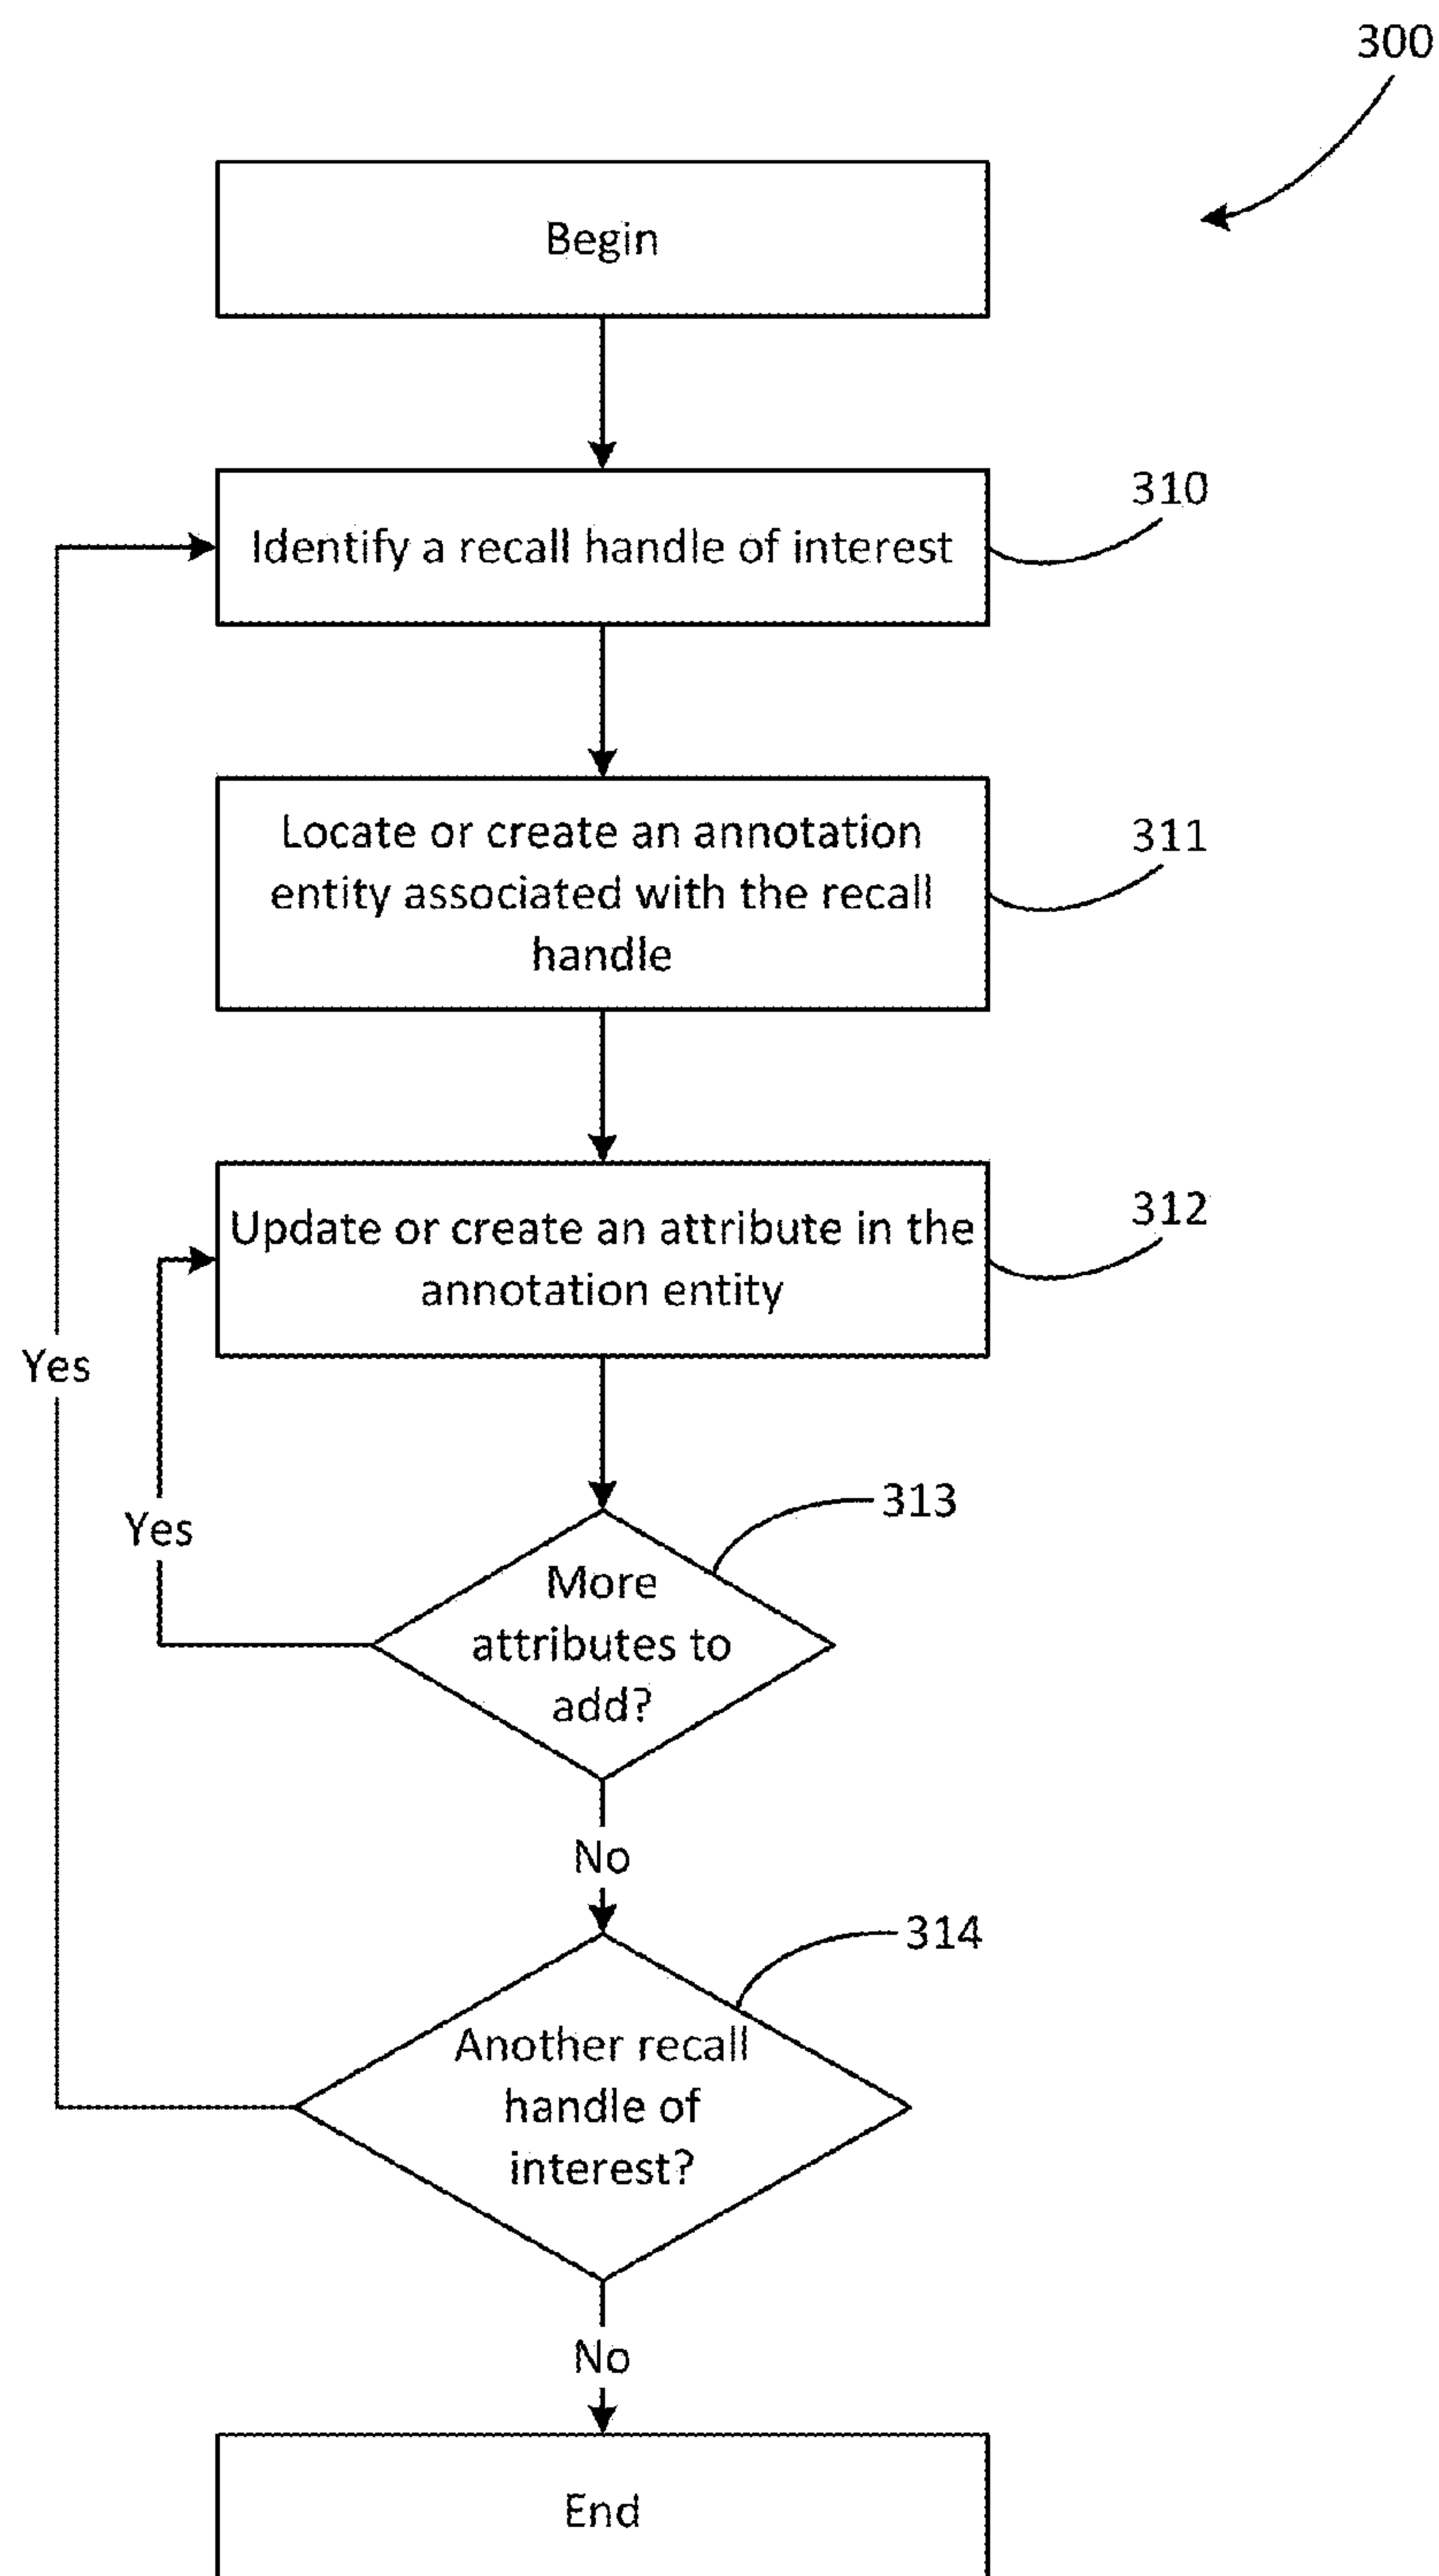 300
Begin
Identify a recall handle of interest
310
Locate or create an annotation
entity associated with the recall
handle
311
Update or create an attribute in the
annotation entity
312
Yes
Yes
313
More
attributes to
add?
No
314
Another recall
handle of
interest?
No
End